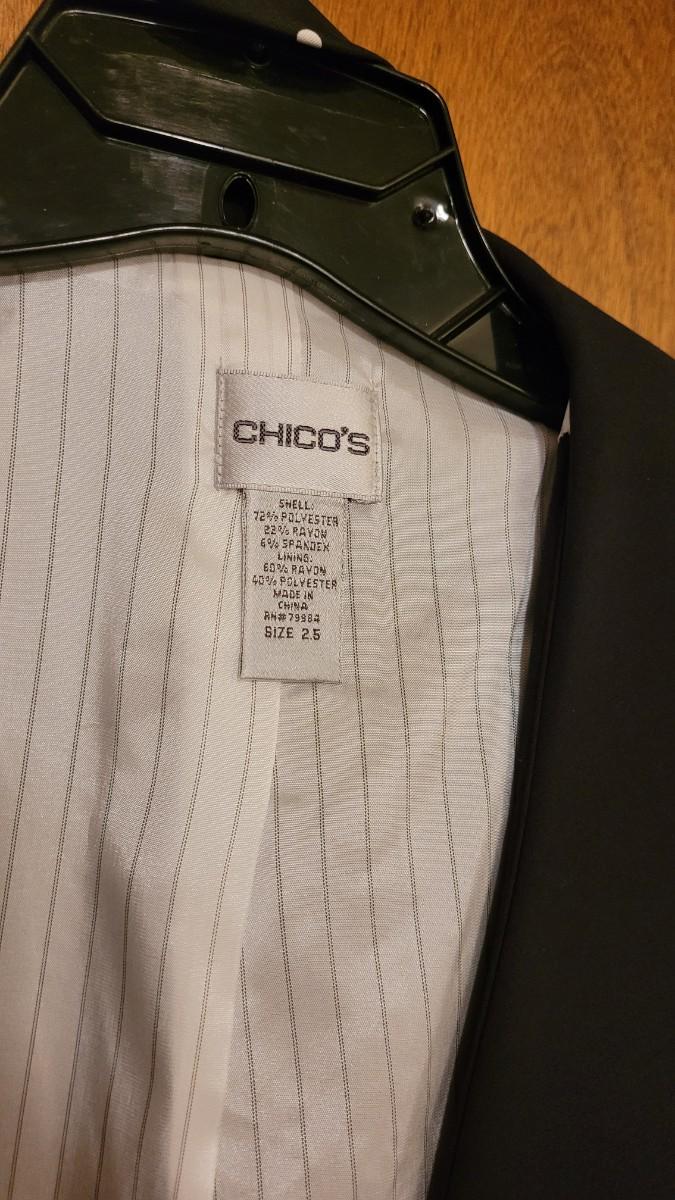 CHICO'S
SHELL:
72% POLYESTER
22% RAYON
6% SPANDEX
LINING:
60% RAYON
40% POLYESTER
MADE IN
CHINA
RN#79984
SIZE 2.5